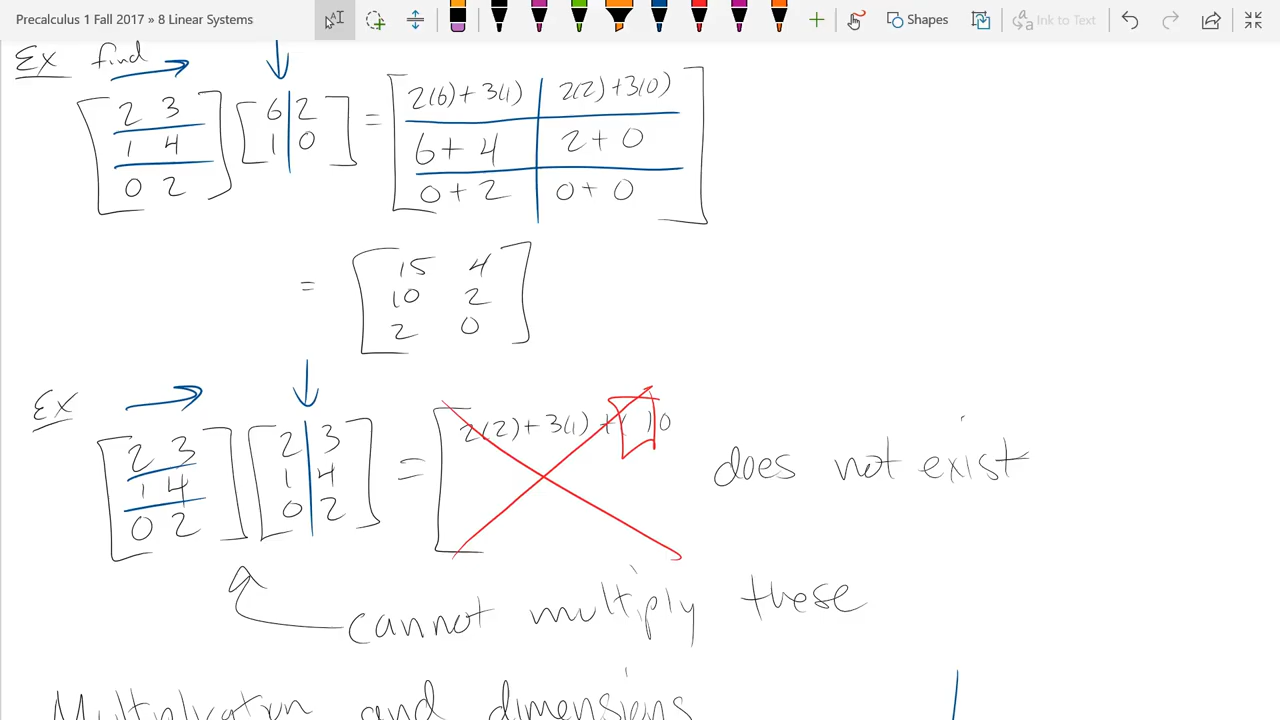 Precalculus 1 Fall 2017 » 8 Linear Systems
Shapes
Ink to Text
Ex find
[2 3 [6 2 = [2(6)+3(1) 2(2)+3(0)
1 4 1 0] 6+4 2+0
0 2] 0+2 0+0]
= [15 4
10 2
2 0]
Ex
[2 3 [2 3 = [2(2)+3(1)+( )0 does not exist
1 4 1 4
0 2] 0 2]
cannot multiply these
Multiplication and dimensions